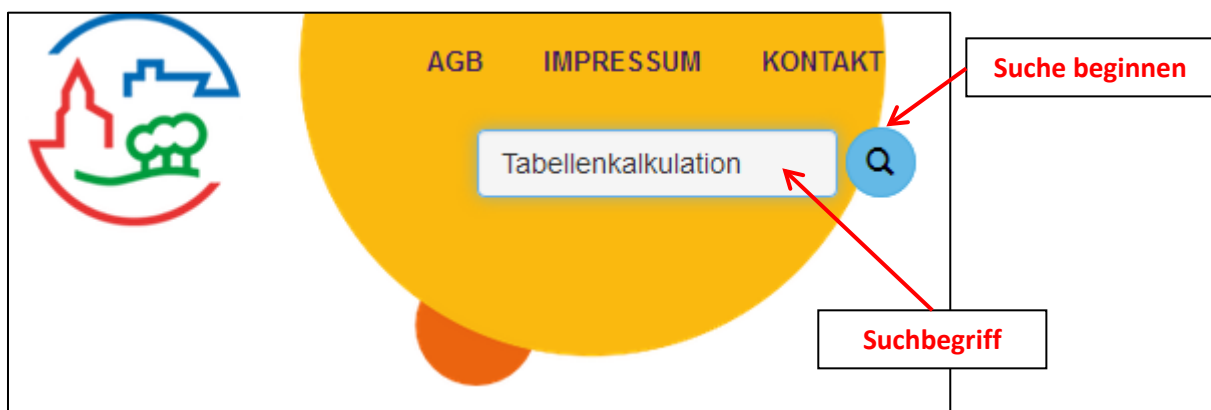 AGB IMPRESSUM KONTAKT
Suche beginnen
Tabellenkalkulation
Suchbegriff